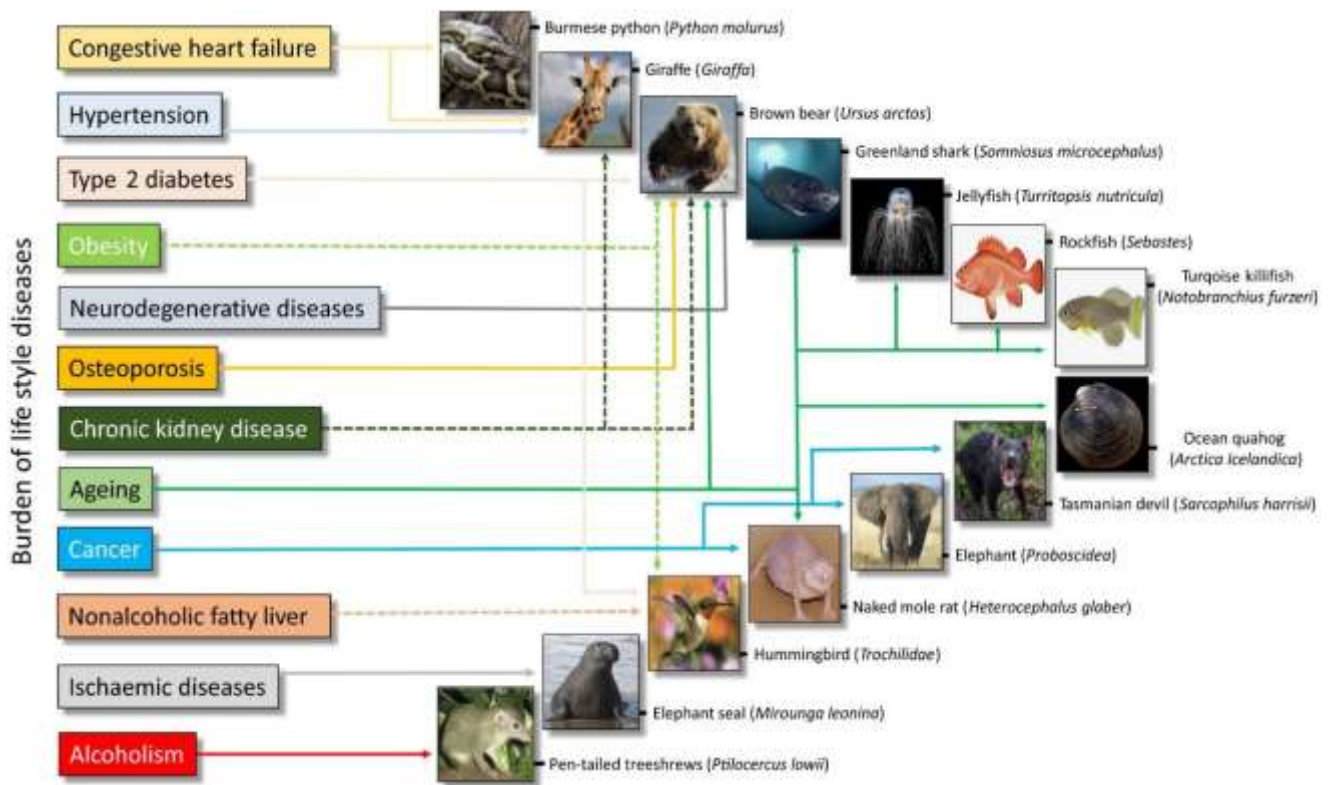 Burden of life style diseases
Congestive heart failure
Hypertension
Type 2 diabetes
Obesity
Neurodegenerative diseases
Osteoporosis
Chronic kidney disease
Ageing
Cancer
Nonalcoholic fatty liver
Ischaemic diseases
Alcoholism
Burmese python (Python molurus)
Giraffe (Giraffa)
Brown bear (Ursus arctos)
Greenland shark (Somniosus microcephalus)
Jellyfish (Turritopsis nutricula)
Rockfish (Sebastes)
Turqoise killifish
(Notobranchius furzeri)
Ocean quahog
(Arctica Icelandica)
Tasmanian devil (Sarcophilus harrisii)
Elephant (Proboscidea)
Naked mole rat (Heterocephalus glaber)
Hummingbird (Trochilidae)
Elephant seal (Mirounga leonina)
Pen-tailed treeshrews (Ptilocercus lowii)